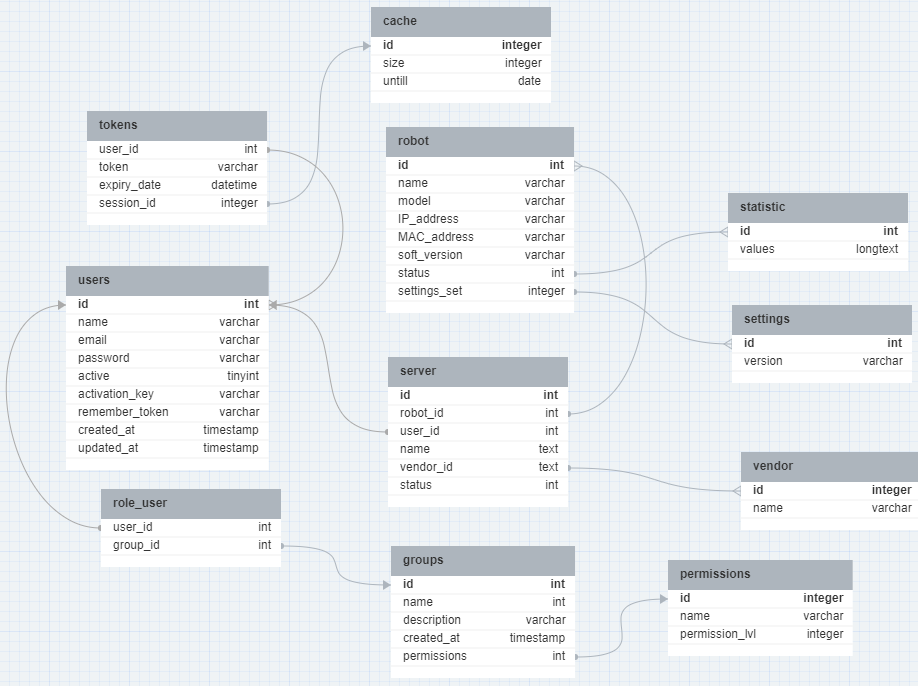 cache
id integer
size integer
untill date
tokens
user_id int
token varchar
expiry_date datetime
session_id integer
robot
id int
name varchar
model varchar
IP_address varchar
MAC_address varchar
soft_version varchar
status int
settings_set integer
statistic
id int
values longtext
users
id int
name varchar
email varchar
password varchar
active tinyint
activation_key varchar
remember_token varchar
created_at timestamp
updated_at timestamp
settings
id int
version varchar
server
id int
robot_id int
user_id int
name text
vendor_id text
status int
vendor
id integer
name varchar
role_user
user_id int
group_id int
groups
id int
name int
description varchar
created_at timestamp
permissions int
permissions
id integer
name varchar
permission_lvl integer